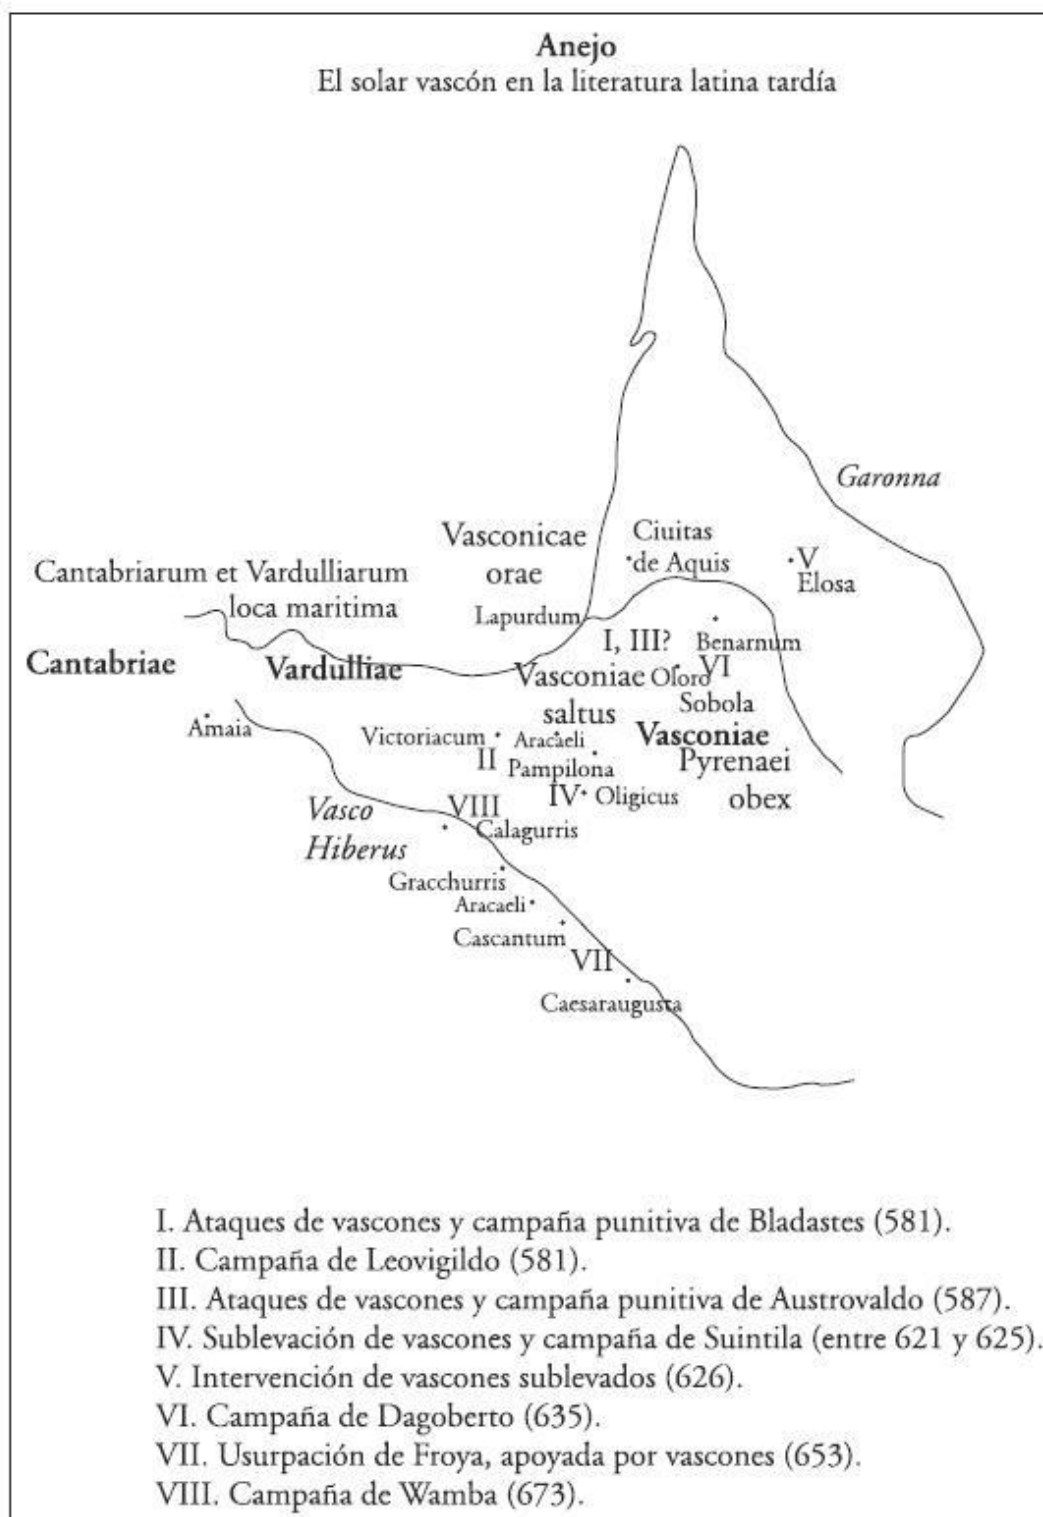 Anejo
El solar vascón en la literatura latina tardía
Garonna
Vasconicae
orae
Ciuitas
de Aquis
V
Elosa
Cantabriarum et Vardulliarum
loca maritima
Lapurdum
I, III?
Benarnum
Cantabriae
Vardulliae
Vasconiae
saltus
Oloro
VI
Sobola
Amaia
Victoriacum
II
Aracaeli
Pampilona
Vasconiae
Pyrenaei
obex
IV
Oligicus
Vasco
Hiberus
VIII
Calagurris
Gracchurris
Aracaeli
Cascantum
VII
Caesaraugusta
I. Ataques de vascones y campaña punitiva de Bladastes (581).
II. Campaña de Leovigildo (581).
III. Ataques de vascones y campaña punitiva de Austrovaldo (587).
IV. Sublevación de vascones y campaña de Suintila (entre 621 y 625).
V. Intervención de vascones sublevados (626).
VI. Campaña de Dagoberto (635).
VII. Usurpación de Froya, apoyada por vascones (653).
VIII. Campaña de Wamba (673).